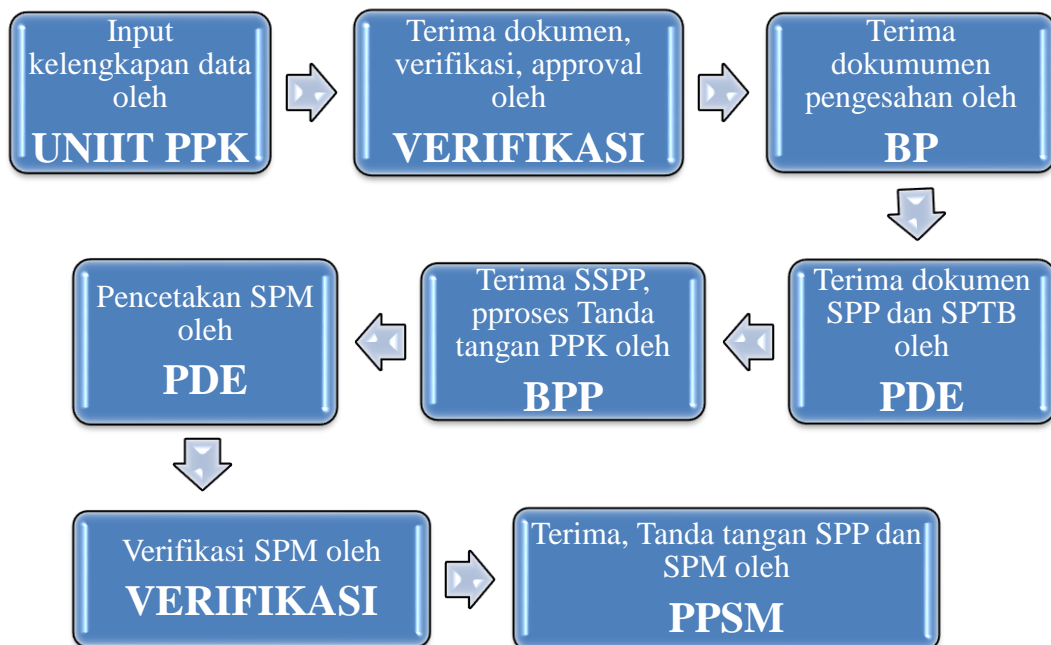 Input
kelengkapan data
oleh
UNIIT PPK
Terima dokumen,
verifikasi, approval
oleh
VERIFIKASI
Terima
dokumumen
pengesahan oleh
BP
Terima dokumen
SPP dan SPTB
oleh
PDE
Terima SSPP,
pproses Tanda
tangan PPK oleh
BPP
Pencetakan SPM
oleh
PDE
Verifikasi SPM oleh
VERIFIKASI
Terima, Tanda tangan SPP dan
SPM oleh
PPSM